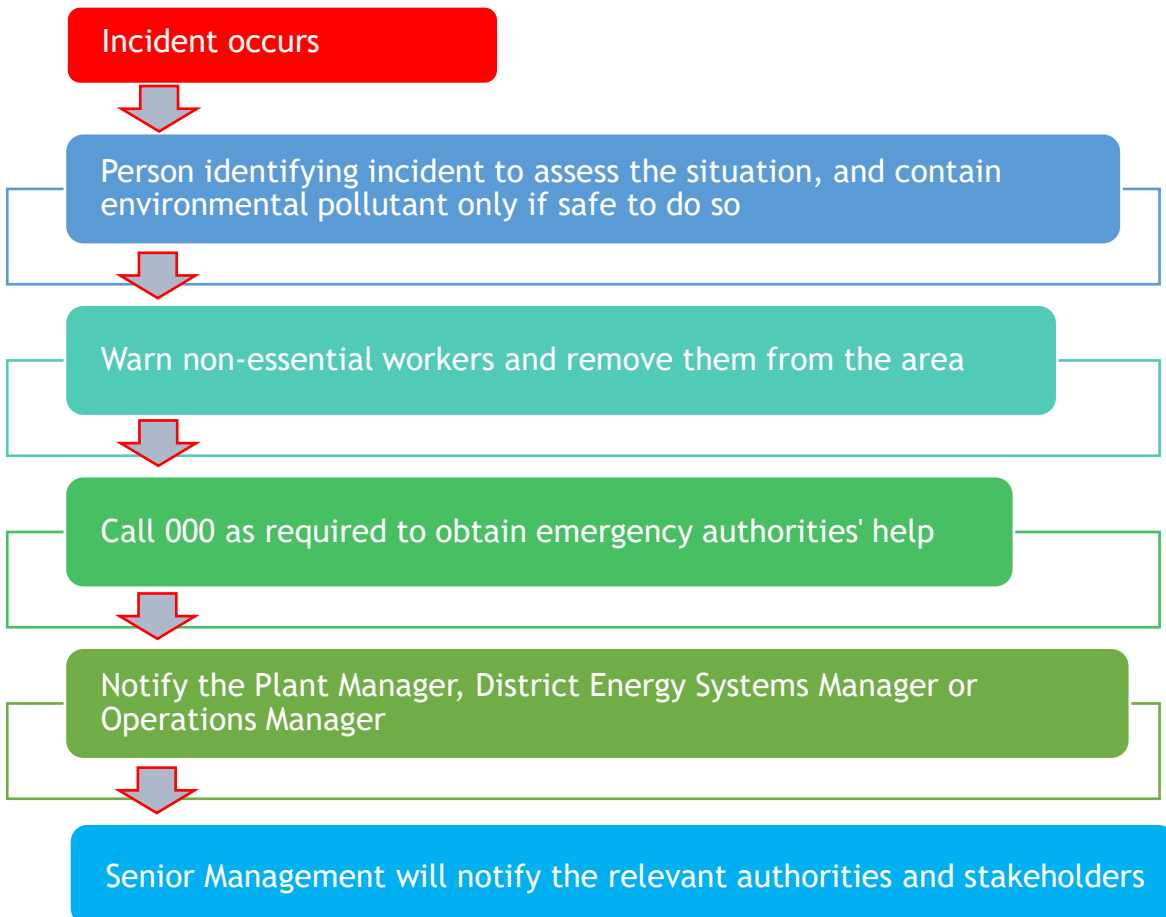 Incident occurs
Person identifying incident to assess the situation, and contain
environmental pollutant only if safe to do so
Warn non-essential workers and remove them from the area
Call 000 as required to obtain emergency authorities' help
Notify the Plant Manager, District Energy Systems Manager or
Operations Manager
Senior Management will notify the relevant authorities and stakeholders